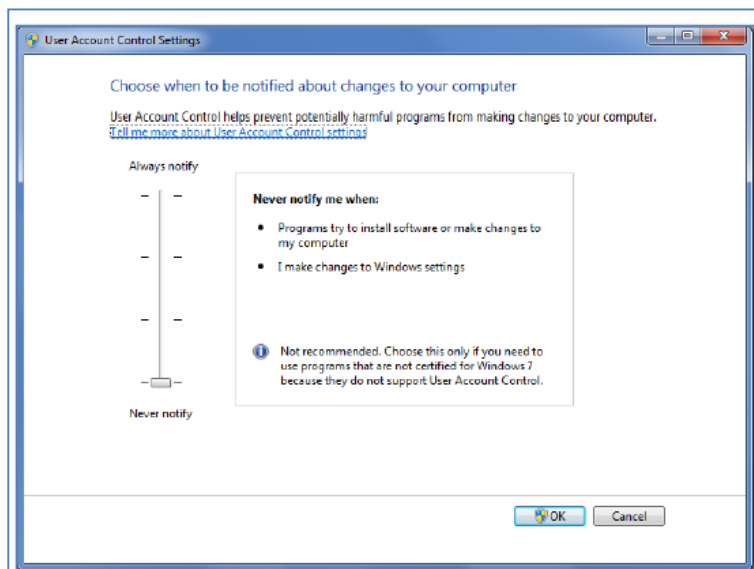 User Account Control Settings
Choose when to be notified about changes to your computer
User Account Control helps prevent potentially harmful programs from making changes to your computer.
Tell me more about User Account Control settings
Always notify
Never notify me when:
• Programs try to install software or make changes to
my computer
• I make changes to Windows settings
Not recommended. Choose this only if you need to
use programs that are not certified for Windows 7
because they do not support User Account Control.
Never notify
OK Cancel